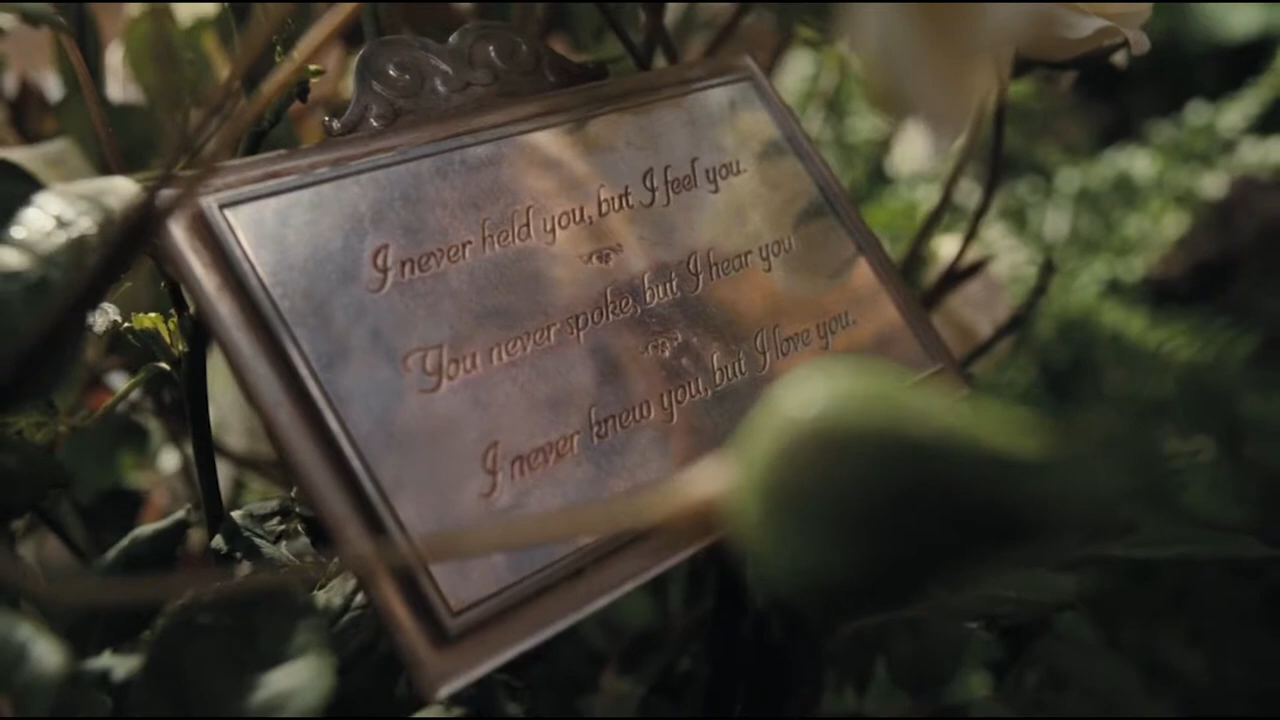 I never held you, but I feel you.
You never spoke, but I hear you
I never knew you, but I love you.